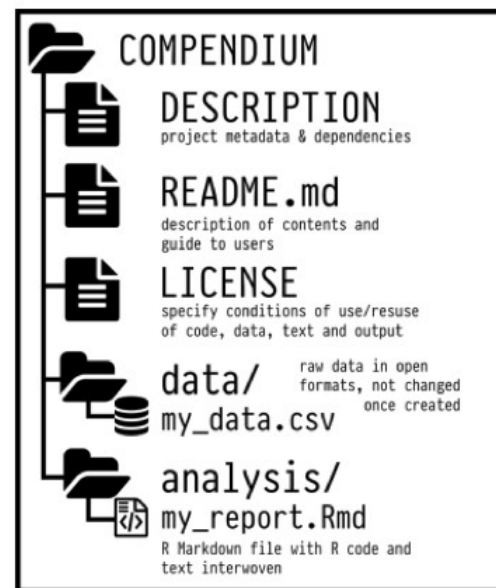 COMPENDIUM
DESCRIPTION
project metadata & dependencies
README.md
description of contents and
guide to users
LICENSE
specify conditions of use/resuse
of code, data, text and output
data/
my_data.csv
raw data in open
formats, not changed
once created
analysis/
my_report.Rmd
R Markdown file with R code and
text interwoven